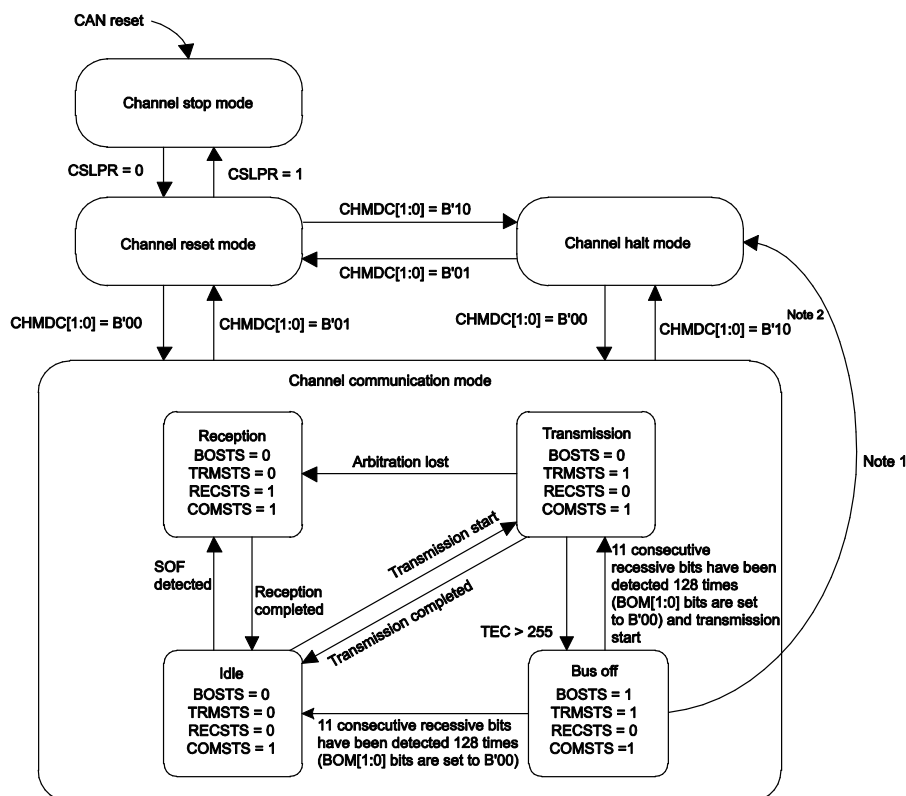 CAN reset
Channel stop mode
CSLPR = 0
CSLPR = 1
Channel reset mode
CHMDC[1:0] = B'10
CHMDC[1:0] = B'01
Channel halt mode
CHMDC[1:0] = B'00
CHMDC[1:0] = B'01
CHMDC[1:0] = B'00
CHMDC[1:0] = B'10 Note 2
Note 1
Channel communication mode
Reception
BOSTS = 0
TRMSTS = 0
RECSTS = 1
COMSTS = 1
Arbitration lost
Transmission
BOSTS = 0
TRMSTS = 1
RECSTS = 0
COMSTS = 1
SOF
detected
Reception
completed
Transmission start
Transmission completed
TEC > 255
11 consecutive
recessive bits have been
detected 128 times
(BOM[1:0] bits are set
to B'00) and transmission
start
Idle
BOSTS = 0
TRMSTS = 0
RECSTS = 0
COMSTS = 1
11 consecutive recessive bits
have been detected 128 times
(BOM[1:0] bits are set to B'00)
Bus off
BOSTS = 1
TRMSTS = 1
RECSTS = 0
COMSTS =1